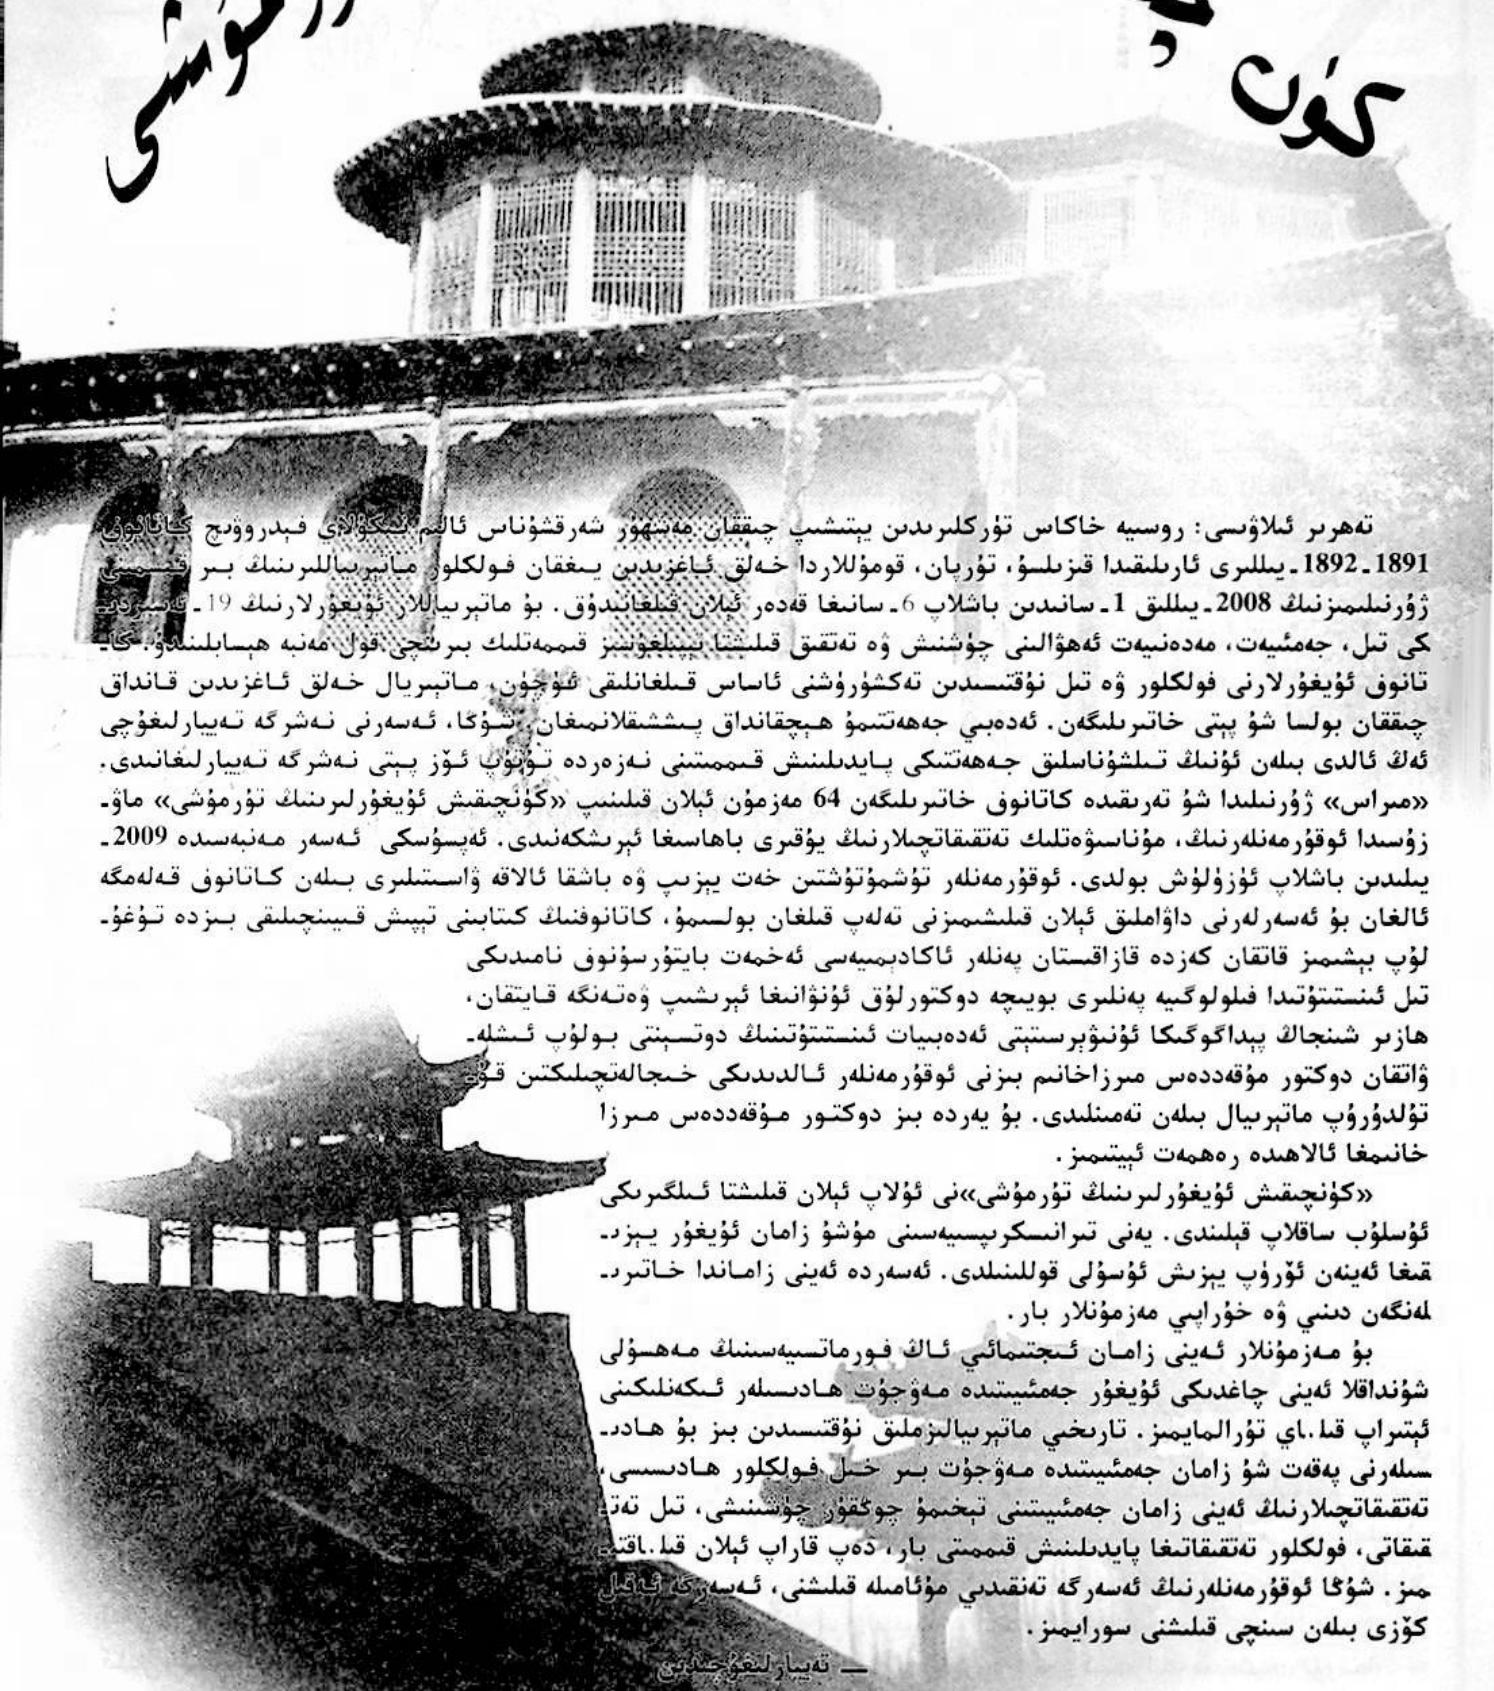 كۈن
تەھرىر ئىلاۋىسى: روسىيە خاكاس تۈركلىرىدىن يېتىشىپ چىققان مەشھۇر شەرقشۇناس ئالىم نىكولاي فېدروۋىچ كاتانوف
1891-1892-يىللىرى ئارىلىقىدا قىزىلسۇ، تۇرپان، قومۇللاردا خەلق ئاغزىدىن يىغقان فولكلور ماتېرىياللىرىنىڭ بىر قىسمىنى
ژۇرنىلىمىزنىڭ 2008-يىللىق 1-سانىدىن باشلاپ 6-سانىغا قەدەر ئېلان قىلغانىدۇق. بۇ ماتېرىياللار ئۇيغۇرلارنىڭ 19-ئەسىردى-
كى تىل، جەمئىيەت، مەدەنىيەت ئەھۋالىنى چۈشىنىش ۋە تەتقىق قىلىشتا تېپىلغۇسىز قىممەتلىك بىرىنچى قول مەنبە ھېسابلىنىدۇ. كا-
تانوف ئۇيغۇرلارنى فولكلور ۋە تىل نۇقتىسىدىن تەكشۈرۈشنى ئاساس قىلغانلىقى ئۈچۈن، ماتېرىيال خەلق ئاغزىدىن قانداق
چىققان بولسا شۇ پېتى خاتىرىلىگەن. ئەدەبىي جەھەتتىمۇ ھېچقانداق پىششىقلانمىغان. شۇڭا، ئەسەرنى نەشرگە تەييارلىغۇچى
ئەڭ ئالدى بىلەن ئۇنىڭ تىلشۇناسلىق جەھەتتىكى پايدىلىنىش قىممىتىنى نەزەردە تۇتۇپ ئۆز پېتى نەشرگە تەييارلىغانىدى.
«مىراس» ژۇرنىلىدا شۇ تەرىقىدە كاتانوف خاتىرىلىگەن 64 مەزمۇن ئېلان قىلىنىپ «كۈنچىقىش ئۇيغۇرلىرىنىڭ تۇرمۇشى» ماۋ-
زۇسىدا ئوقۇرمەنلەرنىڭ، مۇناسىۋەتلىك تەتقىقاتچىلارنىڭ يۇقىرى باھاسىغا ئېرىشكەنىدى. ئەپسۇسكى ئەسەر مەنبەسىدە 2009-
يىلىدىن باشلاپ ئۈزۈلۈش بولدى. ئوقۇرمەنلەر تۇشمۇتۇشتىن خەت يېزىپ ۋە باشقا ئالاقە ۋاستىلىرى بىلەن كاتانوف قەلەمگە
ئالغان بۇ ئەسەرلەرنى داۋاملىق ئېلان قىلىشىمىزنى تەلەپ قىلغان بولسىمۇ، كاتانوفنىڭ كىتابىنى تېپىش قىيىنچىلىقى بىزدە تۇغۇ-
لۇپ بېشىمىز قاتقان كەزدە قازاقىستان پەنلەر ئاكادېمىيەسى ئەخمەت بايتۇرسۇنوف نامىدىكى
تىل ئىنستىتۇتىدا فىلولوگىيە پەنلىرى بويىچە دوكتورلۇق ئۇنۋانىغا ئېرىشىپ ۋەتەنگە قايتقان،
ھازىر شىنجاڭ پېداگوگىكا ئۇنىۋېرسىتېتى ئەدەبىيات ئىنستىتۇتىنىڭ دوتسېنتى بولۇپ ئىشلە-
ۋاتقان دوكتور مۇقەددەس مىرزاخانىم بىزنى ئوقۇرمەنلەر ئالدىدىكى خىجالەتچىلىكتىن قۇ-
تۇلدۇرۇپ ماتېرىيال بىلەن تەمىنلىدى. بۇ يەردە بىز دوكتور مۇقەددەس مىرزا
خانىمغا ئالاھىدە رەھمەت ئېيتىمىز.
«كۈنچىقىش ئۇيغۇرلىرىنىڭ تۇرمۇشى»نى ئۇلاپ ئېلان قىلىشتا ئىلگىرىكى
ئۇسلۇب ساقلاپ قېلىندى. يەنى تىرانىسكرىپسىيەسىنى مۇشۇ زامان ئۇيغۇر يېزى-
قىغا ئەينەن ئۆرۈپ يېزىش ئۇسۇلى قوللىنىلدى. ئەسەردە ئەينى زاماندا خاتىرى-
لەنگەن دىنىي ۋە خۇراپىي مەزمۇنلار بار.
بۇ مەزمۇنلار ئەينى زامان ئىجتىمائىي ئاڭ فورماتسىيەسىنىڭ مەھسۇلى
شۇنداقلا ئەينى چاغدىكى ئۇيغۇر جەمئىيىتىدە مەۋجۇت ھادىسىلەر ئىكەنلىكىنى
ئېتىراپ قىلماي تۇرالمايمىز. تارىخىي ماتېرىيالىزملىق نۇقتىسىدىن بىز بۇ ھادى-
سىلەرنى پەقەت شۇ زامان جەمئىيىتىدە مەۋجۇت بىر خىل فولكلور ھادىسىسى،
تەتقىقاتچىلارنىڭ ئەينى زامان جەمئىيىتىنى تېخىمۇ چوڭقۇر چۈشىنىشى، تىل تەت-
قىقاتى، فولكلور تەتقىقاتىغا پايدىلىنىش قىممىتى بار، دەپ قاراپ ئېلان قىلماقتى-
مىز. شۇڭا ئوقۇرمەنلەرنىڭ ئەسەرگە تەنقىدىي مۇئامىلە قىلىشنى، ئەسەرگە ئەقىل
كۆزى بىلەن سىنچى قىلىشنى سورايمىز.
— تەييارلىغۇچىدىن